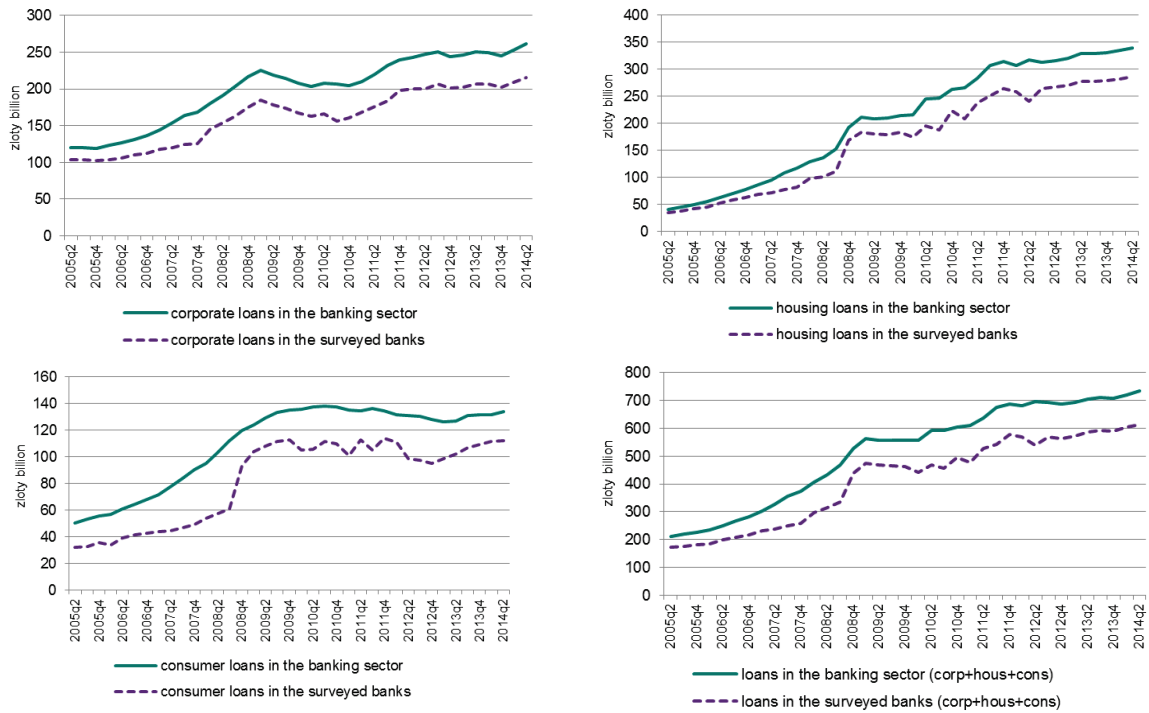 300
250
200
150
100
50
0
zloty billion
2005q2
2005q4
2006q2
2006q4
2007q2
2007q4
2008q2
2008q4
2009q2
2009q4
2010q2
2010q4
2011q2
2011q4
2012q2
2012q4
2013q2
2013q4
2014q2
corporate loans in the banking sector
corporate loans in the surveyed banks
400
350
300
250
200
150
100
50
0
zloty billion
2005q2
2005q4
2006q2
2006q4
2007q2
2007q4
2008q2
2008q4
2009q2
2009q4
2010q2
2010q4
2011q2
2011q4
2012q2
2012q4
2013q2
2013q4
2014q2
housing loans in the banking sector
housing loans in the surveyed banks
160
140
120
100
80
60
40
20
0
zloty billion
2005q2
2005q4
2006q2
2006q4
2007q2
2007q4
2008q2
2008q4
2009q2
2009q4
2010q2
2010q4
2011q2
2011q4
2012q2
2012q4
2013q2
2013q4
2014q2
consumer loans in the banking sector
consumer loans in the surveyed banks
800
700
600
500
400
300
200
100
0
zloty billion
2005q2
2005q4
2006q2
2006q4
2007q2
2007q4
2008q2
2008q4
2009q2
2009q4
2010q2
2010q4
2011q2
2011q4
2012q2
2012q4
2013q2
2013q4
2014q2
loans in the banking sector (corp+hous+cons)
loans in the surveyed banks (corp+hous+cons)